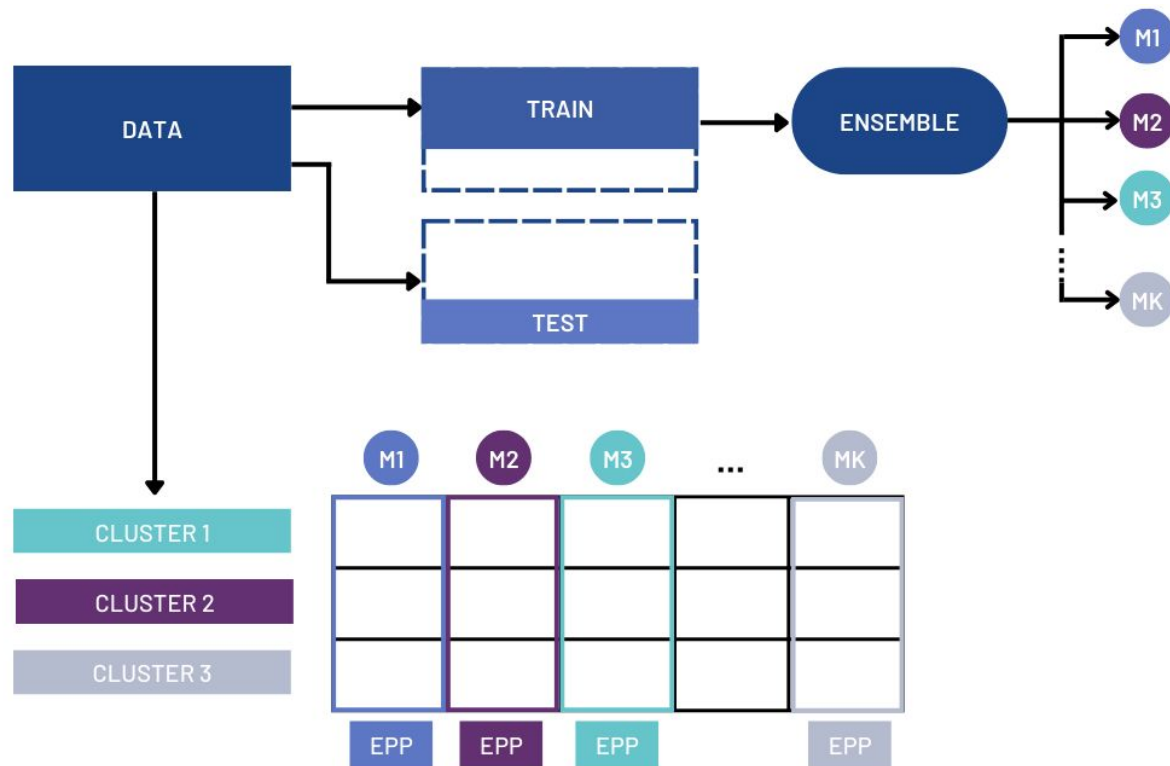 DATA
TRAIN
TEST
ENSEMBLE
M1
M2
M3
MK
M1 M2 M3 ... MK
CLUSTER 1
CLUSTER 2
CLUSTER 3
EPP EPP EPP EPP